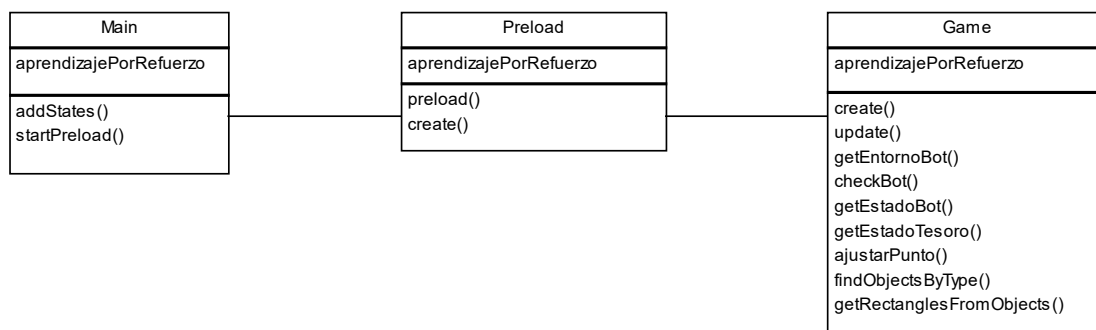 Main
aprendizajePorRefuerzo
addStates()
startPreload()
Preload
aprendizajePorRefuerzo
preload()
create()
Game
aprendizajePorRefuerzo
create()
update()
getEntornoBot()
checkBot()
getEstadoBot()
getEstadoTesoro()
ajustarPunto()
findObjectsByType()
getRectanglesFromObjects()